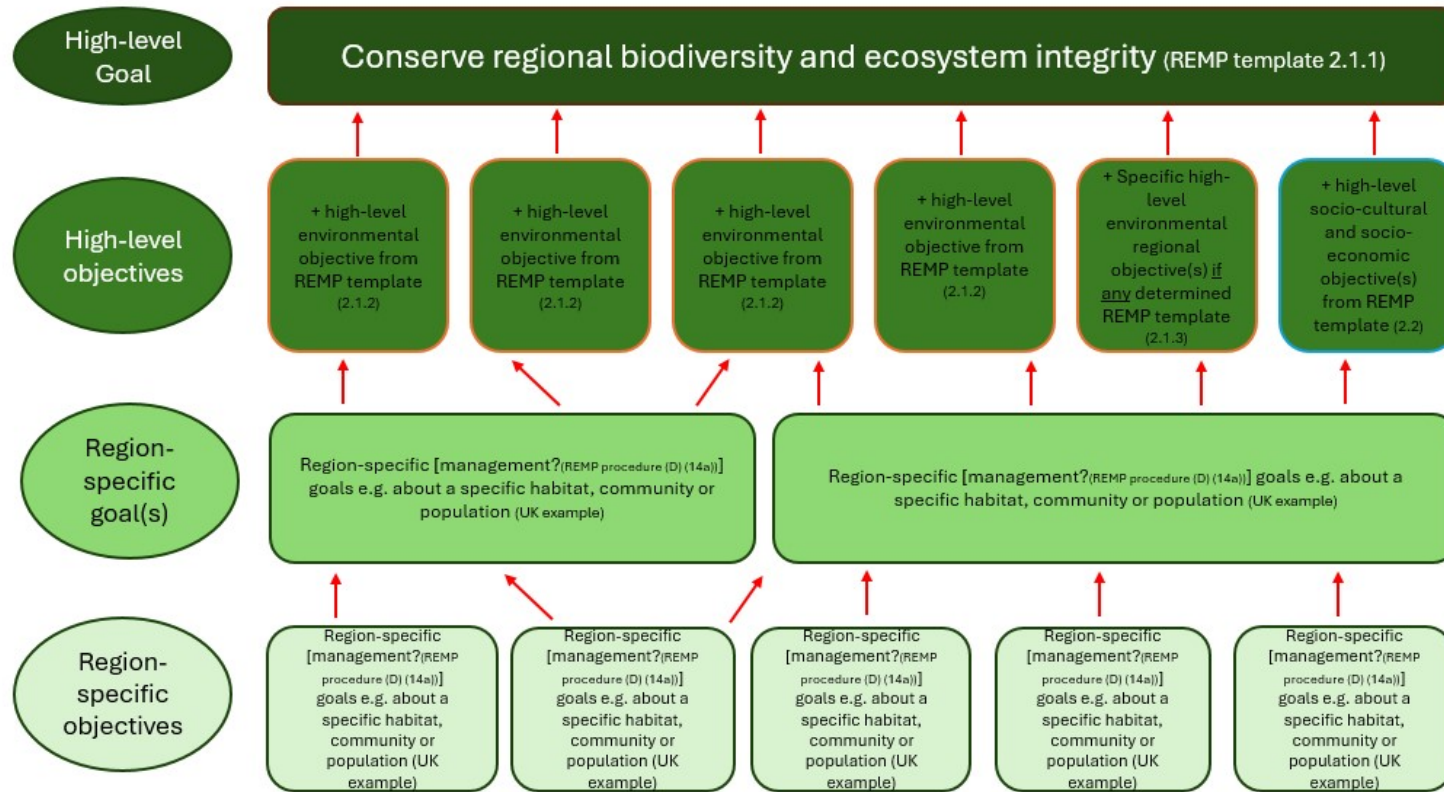 High-level
Goal
Conserve regional biodiversity and ecosystem integrity (REMP template 2.1.1)
High-level
objectives
+ high-level
environmental
objective from
REMP template
(2.1.2)
+ high-level
environmental
objective from
REMP template
(2.1.2)
+ high-level
environmental
objective from
REMP template
(2.1.2)
+ high-level
environmental
objective from
REMP template
(2.1.2)
+ Specific high-
level
environmental
regional
objective(s) if
any determined
REMP template
(2.1.3)
+ high-level
socio-cultural
and socio-
economic
objective(s)
from REMP
template (2.2)
Region-
specific
goal(s)
Region-specific [management?(REMP procedure (D) (14a))]
goals e.g. about a specific habitat, community or
population (UK example)
Region-specific [management?(REMP procedure (D) (14a))] goals e.g. about a
specific habitat, community or population (UK example)
Region-
specific
objectives
Region-specific
[management?(REMP
procedure (D) (14a))]
goals e.g. about a
specific habitat,
community or
population (UK
example)
Region-specific
[management?(REMP
procedure (D) (14a))]
goals e.g. about a
specific habitat,
community or
population (UK
example)
Region-specific
[management?(REMP
procedure (D) (14a))]
goals e.g. about a
specific habitat,
community or
population (UK
example)
Region-specific
[management?(REMP
procedure (D) (14a))]
goals e.g. about a
specific habitat,
community or
population (UK
example)
Region-specific
[management?(REMP
procedure (D) (14a))]
goals e.g. about a
specific habitat,
community or
population (UK
example)